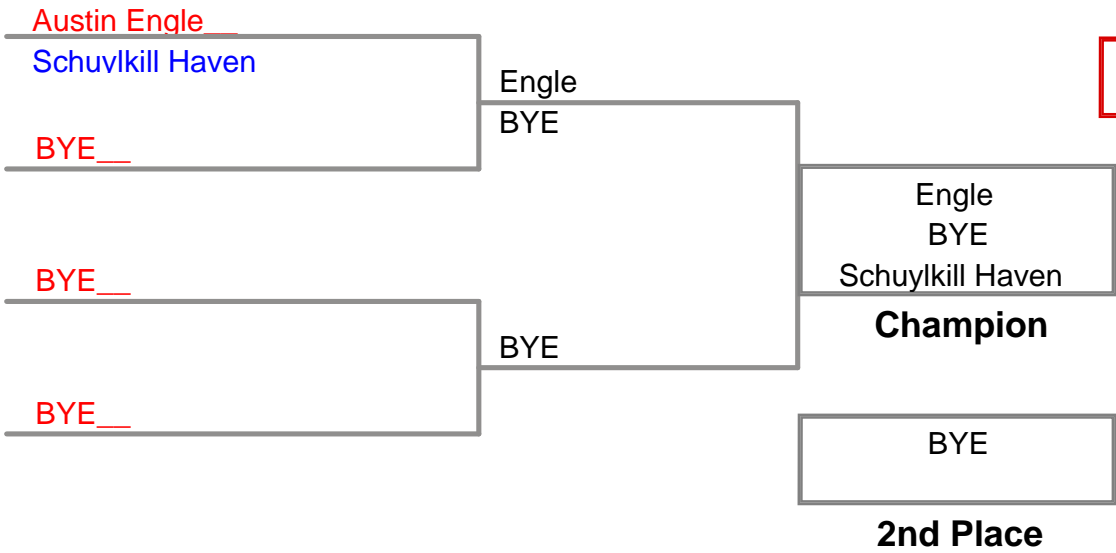 Austin Engle__
Schuylkill Haven
Engle
BYE
BYE__
Engle
BYE
Schuylkill Haven
BYE__
Champion
BYE
BYE__
BYE
2nd Place